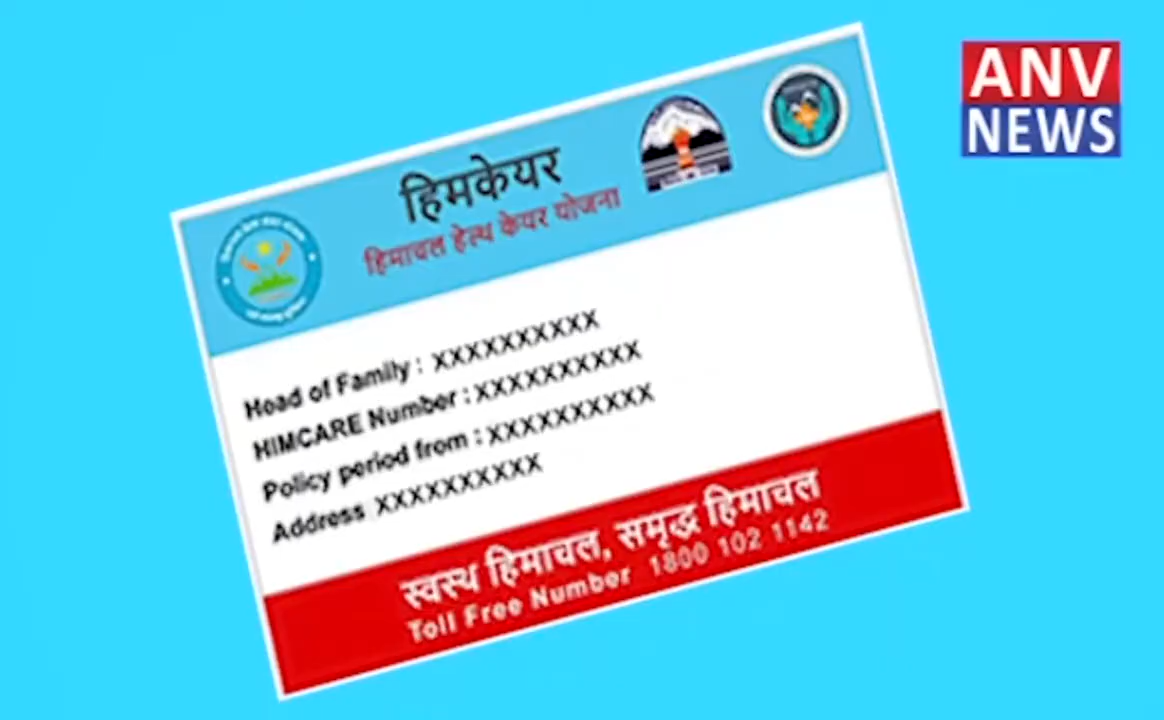 ANV
NEWS
हिमकेयर
हिमाचल हेल्थ केयर योजना
Head of Family : XXXXXXXXXX
HIMCARE Number : XXXXXXXXXX
Policy period from : XXXXXXXXXX
Address XXXXXXXXXX
स्वस्थ हिमाचल, समृद्ध हिमाचल
Toll Free Number 1800 102 1142